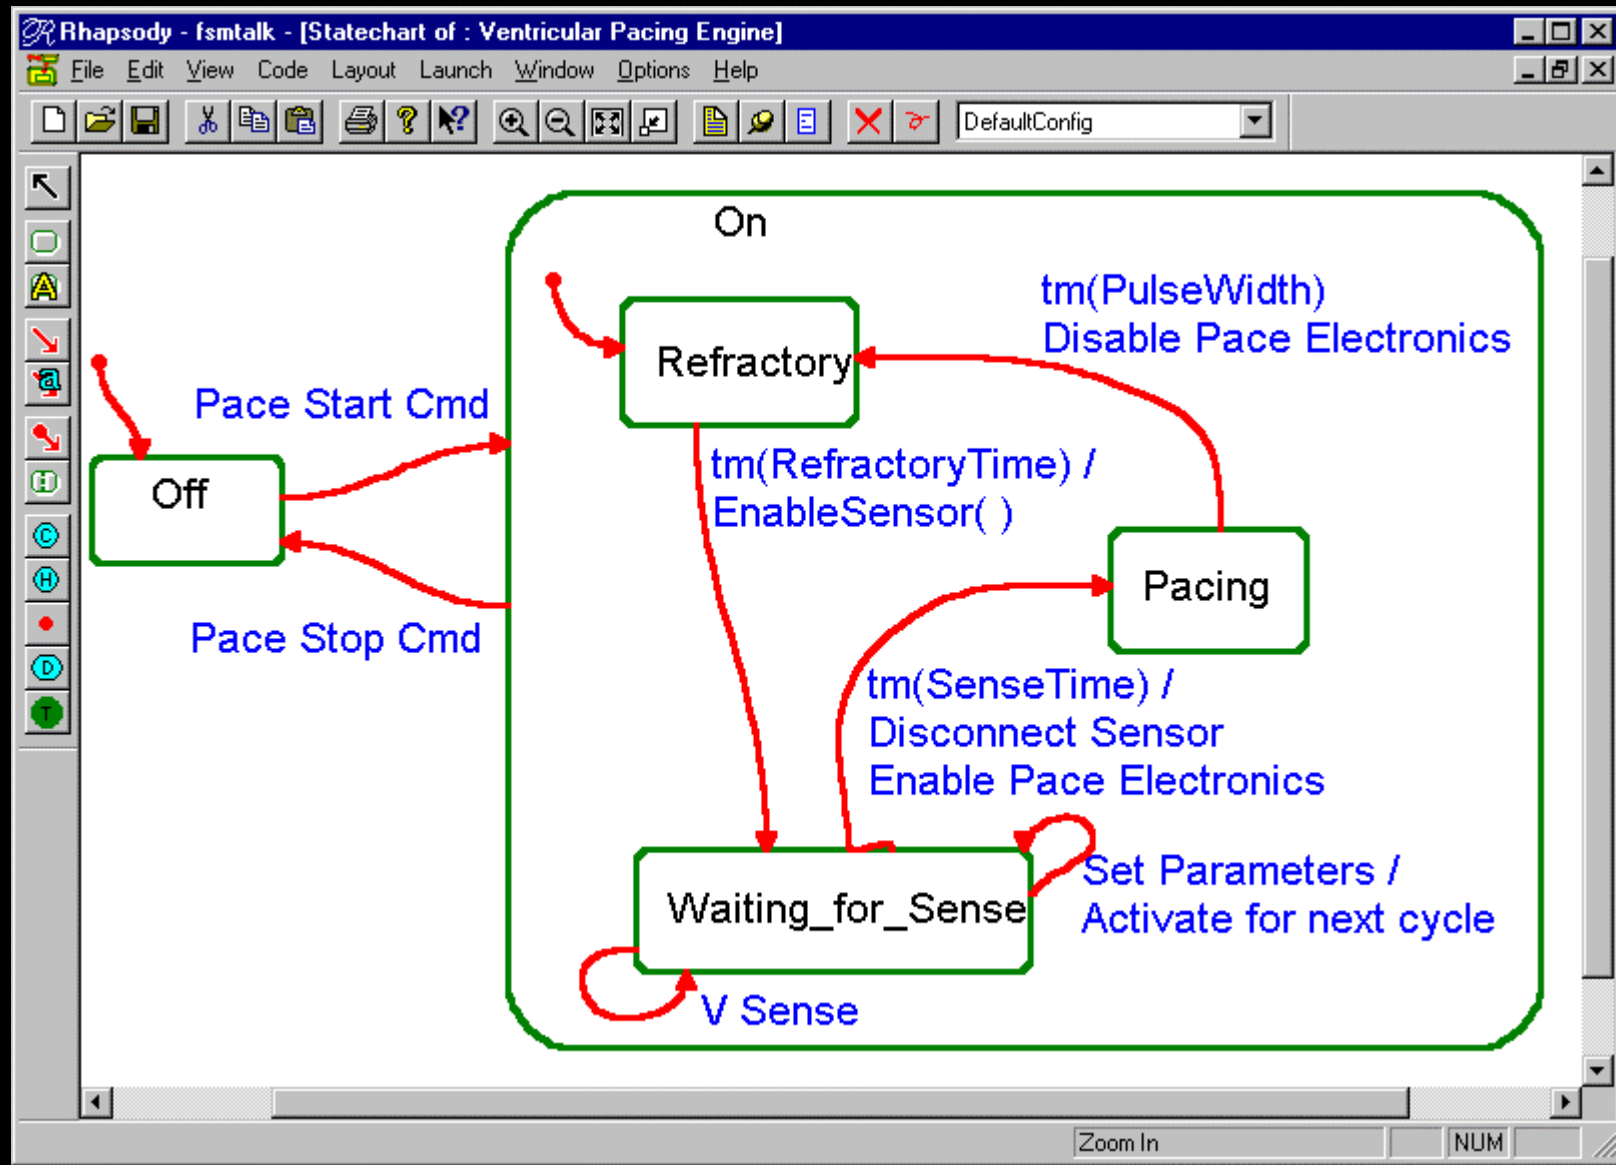 Rhapsody - fsmtalk - [Statechart of : Ventricular Pacing Engine]
File Edit View Code Layout Launch Window Options Help
DefaultConfig
On
tm(PulseWidth)
Disable Pace Electronics
Refractory
Pace Start Cmd
tm(RefractoryTime) /
EnableSensor( )
Off
Pacing
Pace Stop Cmd
tm(SenseTime) /
Disconnect Sensor
Enable Pace Electronics
Set Parameters /
Activate for next cycle
Waiting_for_Sense
V Sense
Zoom In
NUM